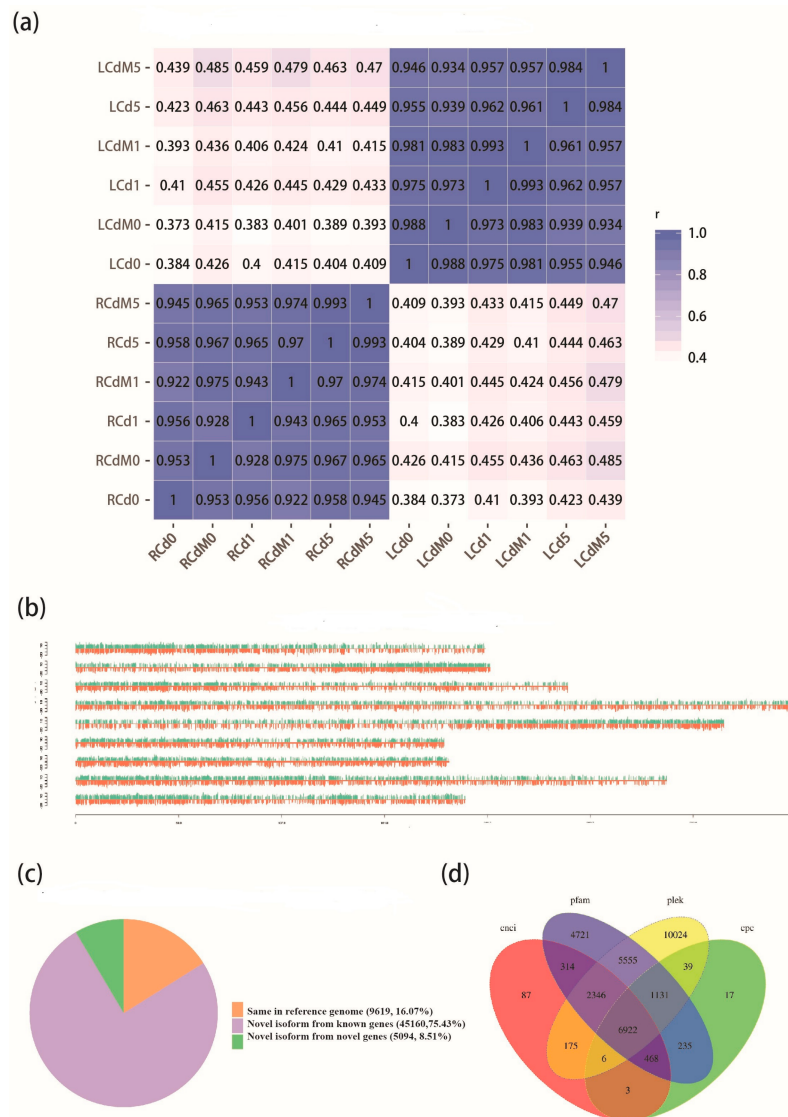 (a)
LCdM5 0.439 0.485 0.459 0.479 0.463 0.47 0.946 0.934 0.957 0.957 0.984 1
LCd5 0.423 0.463 0.443 0.456 0.444 0.449 0.955 0.939 0.962 0.961 1 0.984
LCdM1 0.393 0.436 0.406 0.424 0.41 0.415 0.981 0.983 0.993 1 0.961 0.957
LCd1 0.41 0.455 0.426 0.445 0.429 0.433 0.975 0.973 1 0.993 0.962 0.957
LCdM0 0.373 0.415 0.383 0.401 0.389 0.393 0.988 1 0.973 0.983 0.939 0.934
LCd0 0.384 0.426 0.4 0.415 0.404 0.409 1 0.988 0.975 0.981 0.955 0.946
RCdM5 0.945 0.965 0.953 0.974 0.993 1 0.409 0.393 0.433 0.415 0.449 0.47
RCd5 0.958 0.967 0.965 0.97 1 0.993 0.404 0.389 0.429 0.41 0.444 0.463
RCdM1 0.922 0.975 0.943 1 0.97 0.974 0.415 0.401 0.445 0.424 0.456 0.479
RCd1 0.956 0.928 1 0.943 0.965 0.953 0.4 0.383 0.426 0.406 0.443 0.459
RCdM0 0.953 1 0.928 0.975 0.967 0.965 0.426 0.415 0.455 0.436 0.463 0.485
RCd0 1 0.953 0.956 0.922 0.958 0.945 0.384 0.373 0.41 0.393 0.423 0.439
RCd0 RCdM0 RCd1 RCdM1 RCd5 RCdM5 LCd0 LCdM0 LCd1 LCdM1 LCd5 LCdM5
r
1.0
0.8
0.6
0.4
(b)
(c)
Same in reference genome (9619, 16.07%)
Novel isoform from known genes (45160,75.43%)
Novel isoform from novel genes (5094, 8.51%)
(d)
pfam plek
cnci cpc
4721 10024
5555
314 39
87 2346 1131 17
6922
175 235
6 468
3